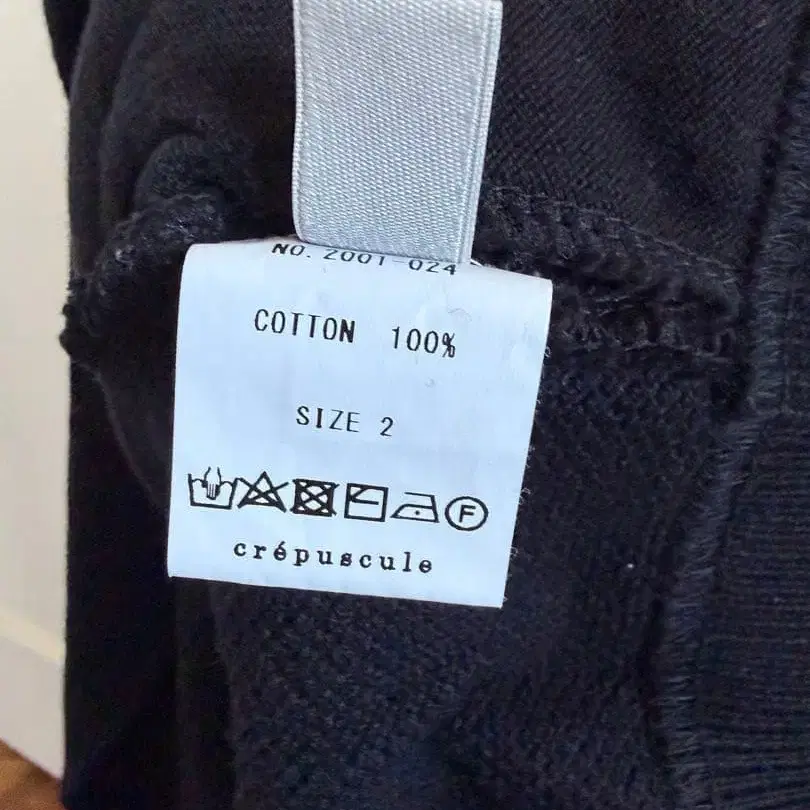 NO. 2001-024
COTTON 100%
SIZE 2
F
crépuscule